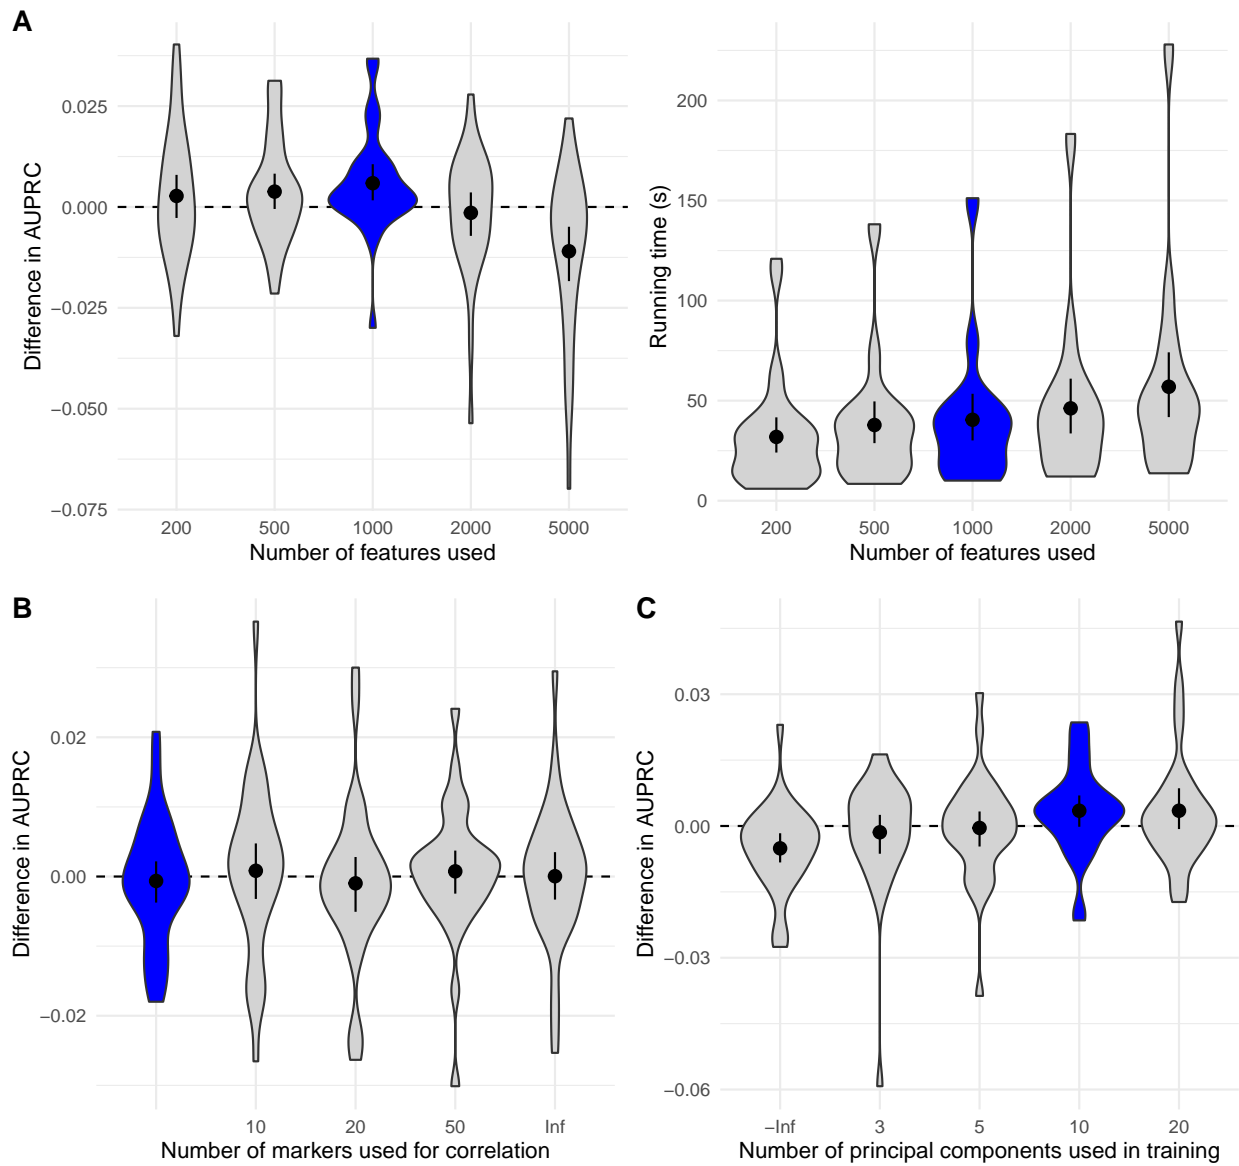 A
Difference in AUPRC
0.025
0.000
−0.025
−0.050
−0.075
200 500 1000 2000 5000
Number of features used
Running time (s)
200
150
100
50
0
200 500 1000 2000 5000
Number of features used
B
Difference in AUPRC
0.02
0.00
−0.02
10 20 50 Inf
Number of markers used for correlation
C
Difference in AUPRC
0.03
0.00
−0.03
−0.06
−Inf 3 5 10 20
Number of principal components used in training